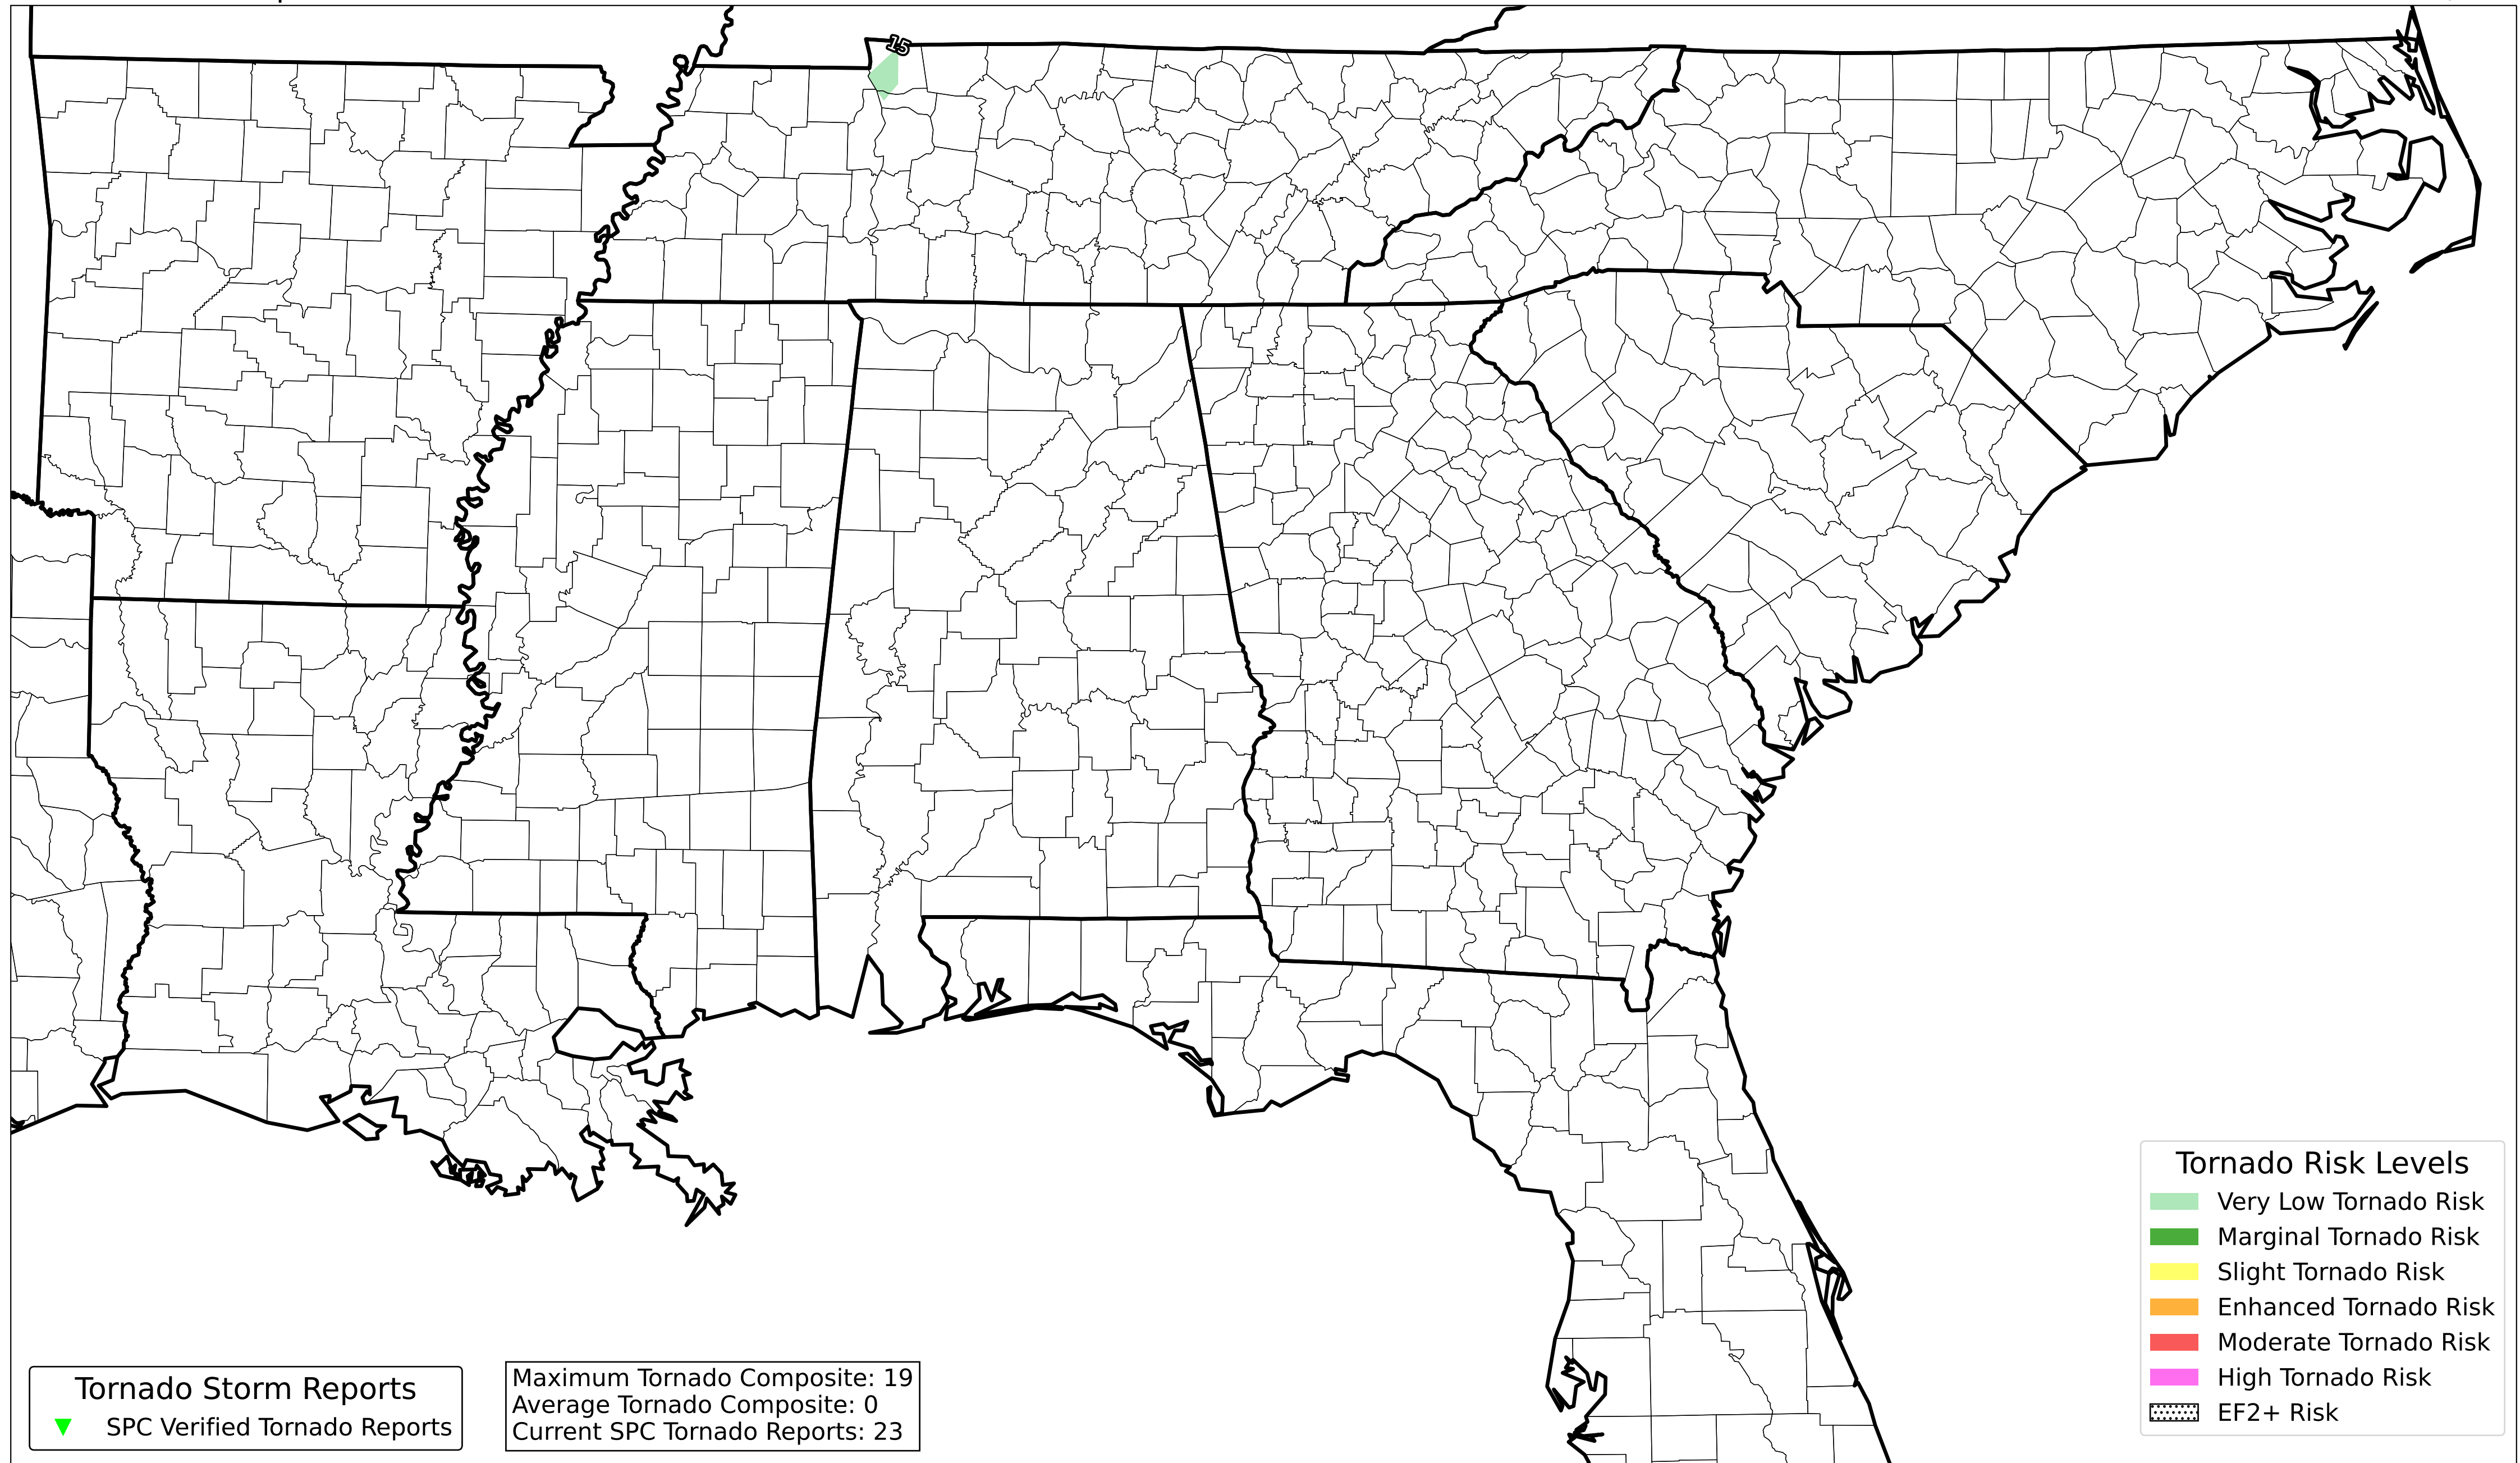 15
Tornado Storm Reports
SPC Verified Tornado Reports
Maximum Tornado Composite: 19
Average Tornado Composite: 0
Current SPC Tornado Reports: 23
Tornado Risk Levels
Very Low Tornado Risk
Marginal Tornado Risk
Slight Tornado Risk
Enhanced Tornado Risk
Moderate Tornado Risk
High Tornado Risk
EF2+ Risk